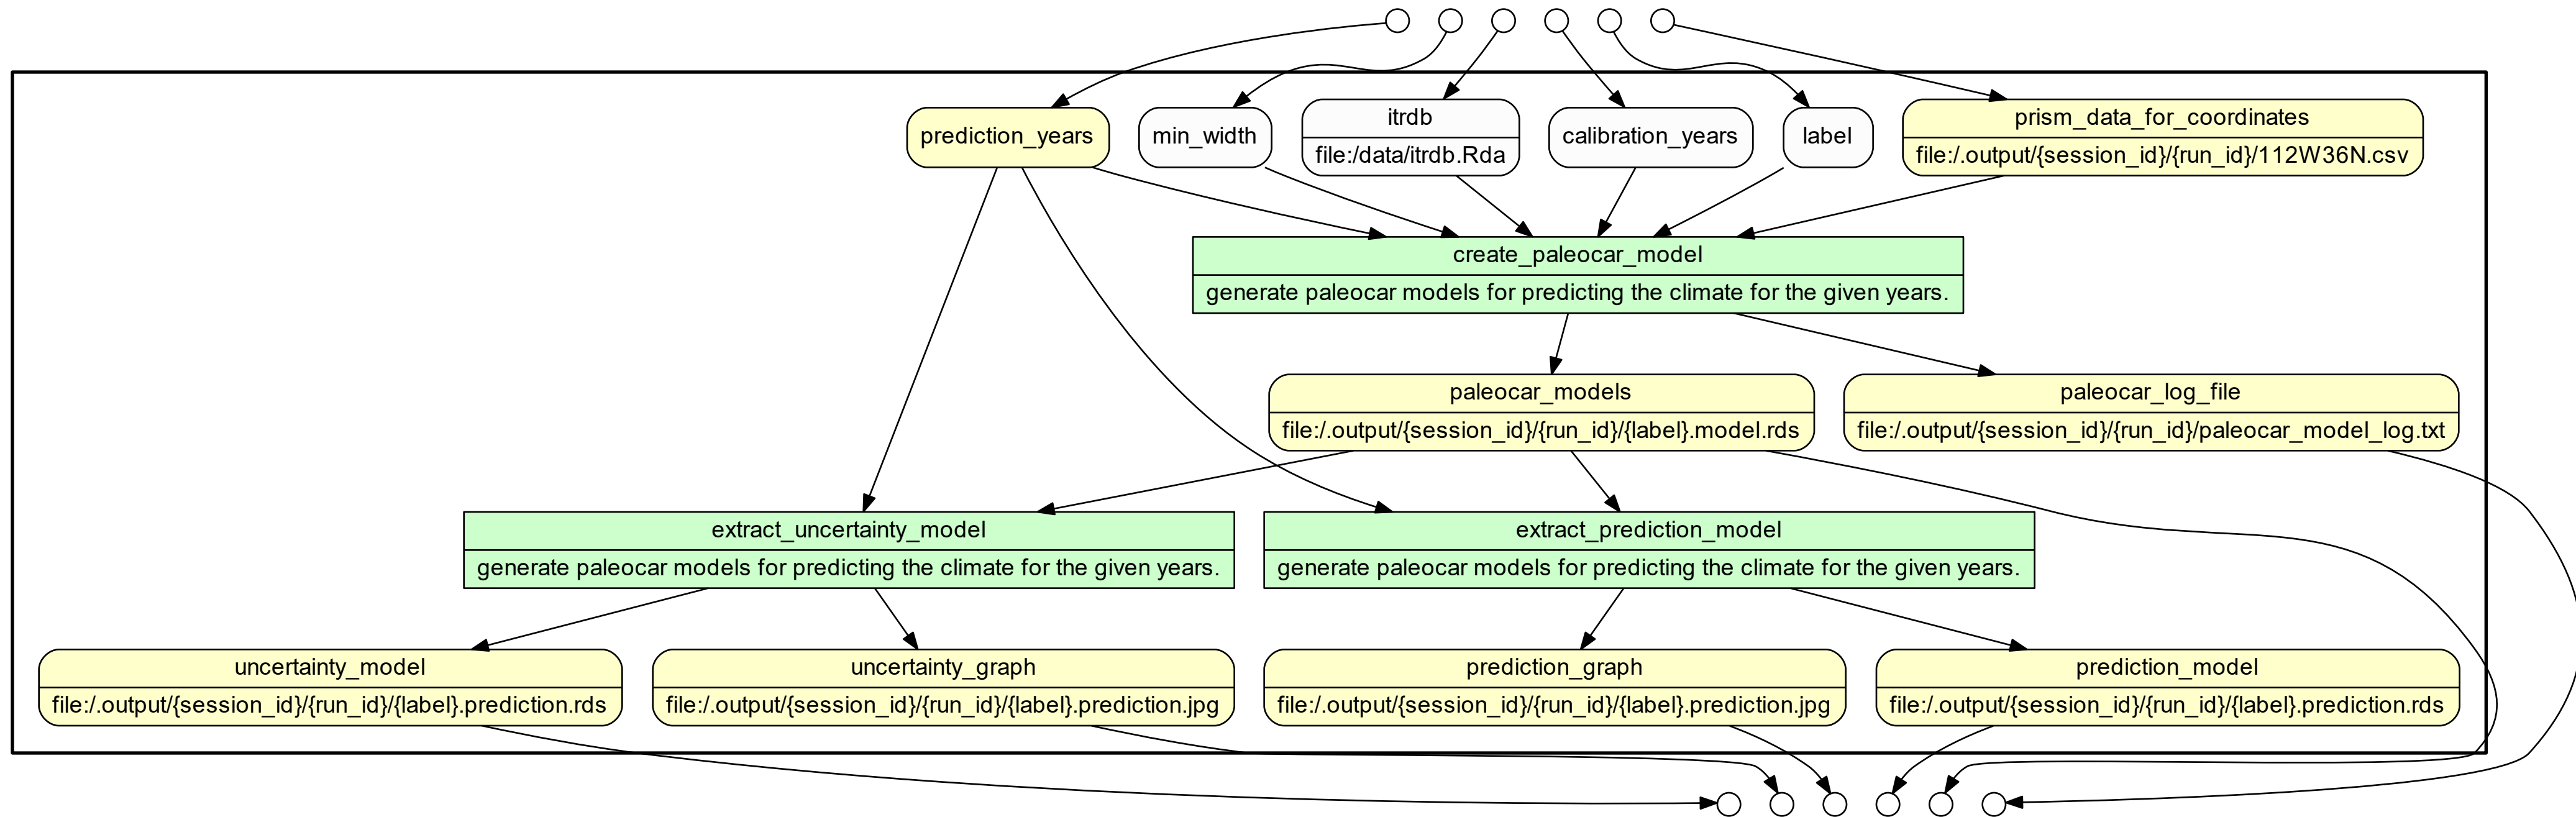 prediction_years
min_width
itrdb
file:/data/itrdb.Rda
calibration_years
label
prism_data_for_coordinates
file:/.output/{session_id}/{run_id}/112W36N.csv
create_paleocar_model
generate paleocar models for predicting the climate for the given years.
paleocar_models
file:/.output/{session_id}/{run_id}/{label}.model.rds
paleocar_log_file
file:/.output/{session_id}/{run_id}/paleocar_model_log.txt
extract_uncertainty_model
generate paleocar models for predicting the climate for the given years.
extract_prediction_model
generate paleocar models for predicting the climate for the given years.
uncertainty_model
file:/.output/{session_id}/{run_id}/{label}.prediction.rds
uncertainty_graph
file:/.output/{session_id}/{run_id}/{label}.prediction.jpg
prediction_graph
file:/.output/{session_id}/{run_id}/{label}.prediction.jpg
prediction_model
file:/.output/{session_id}/{run_id}/{label}.prediction.rds